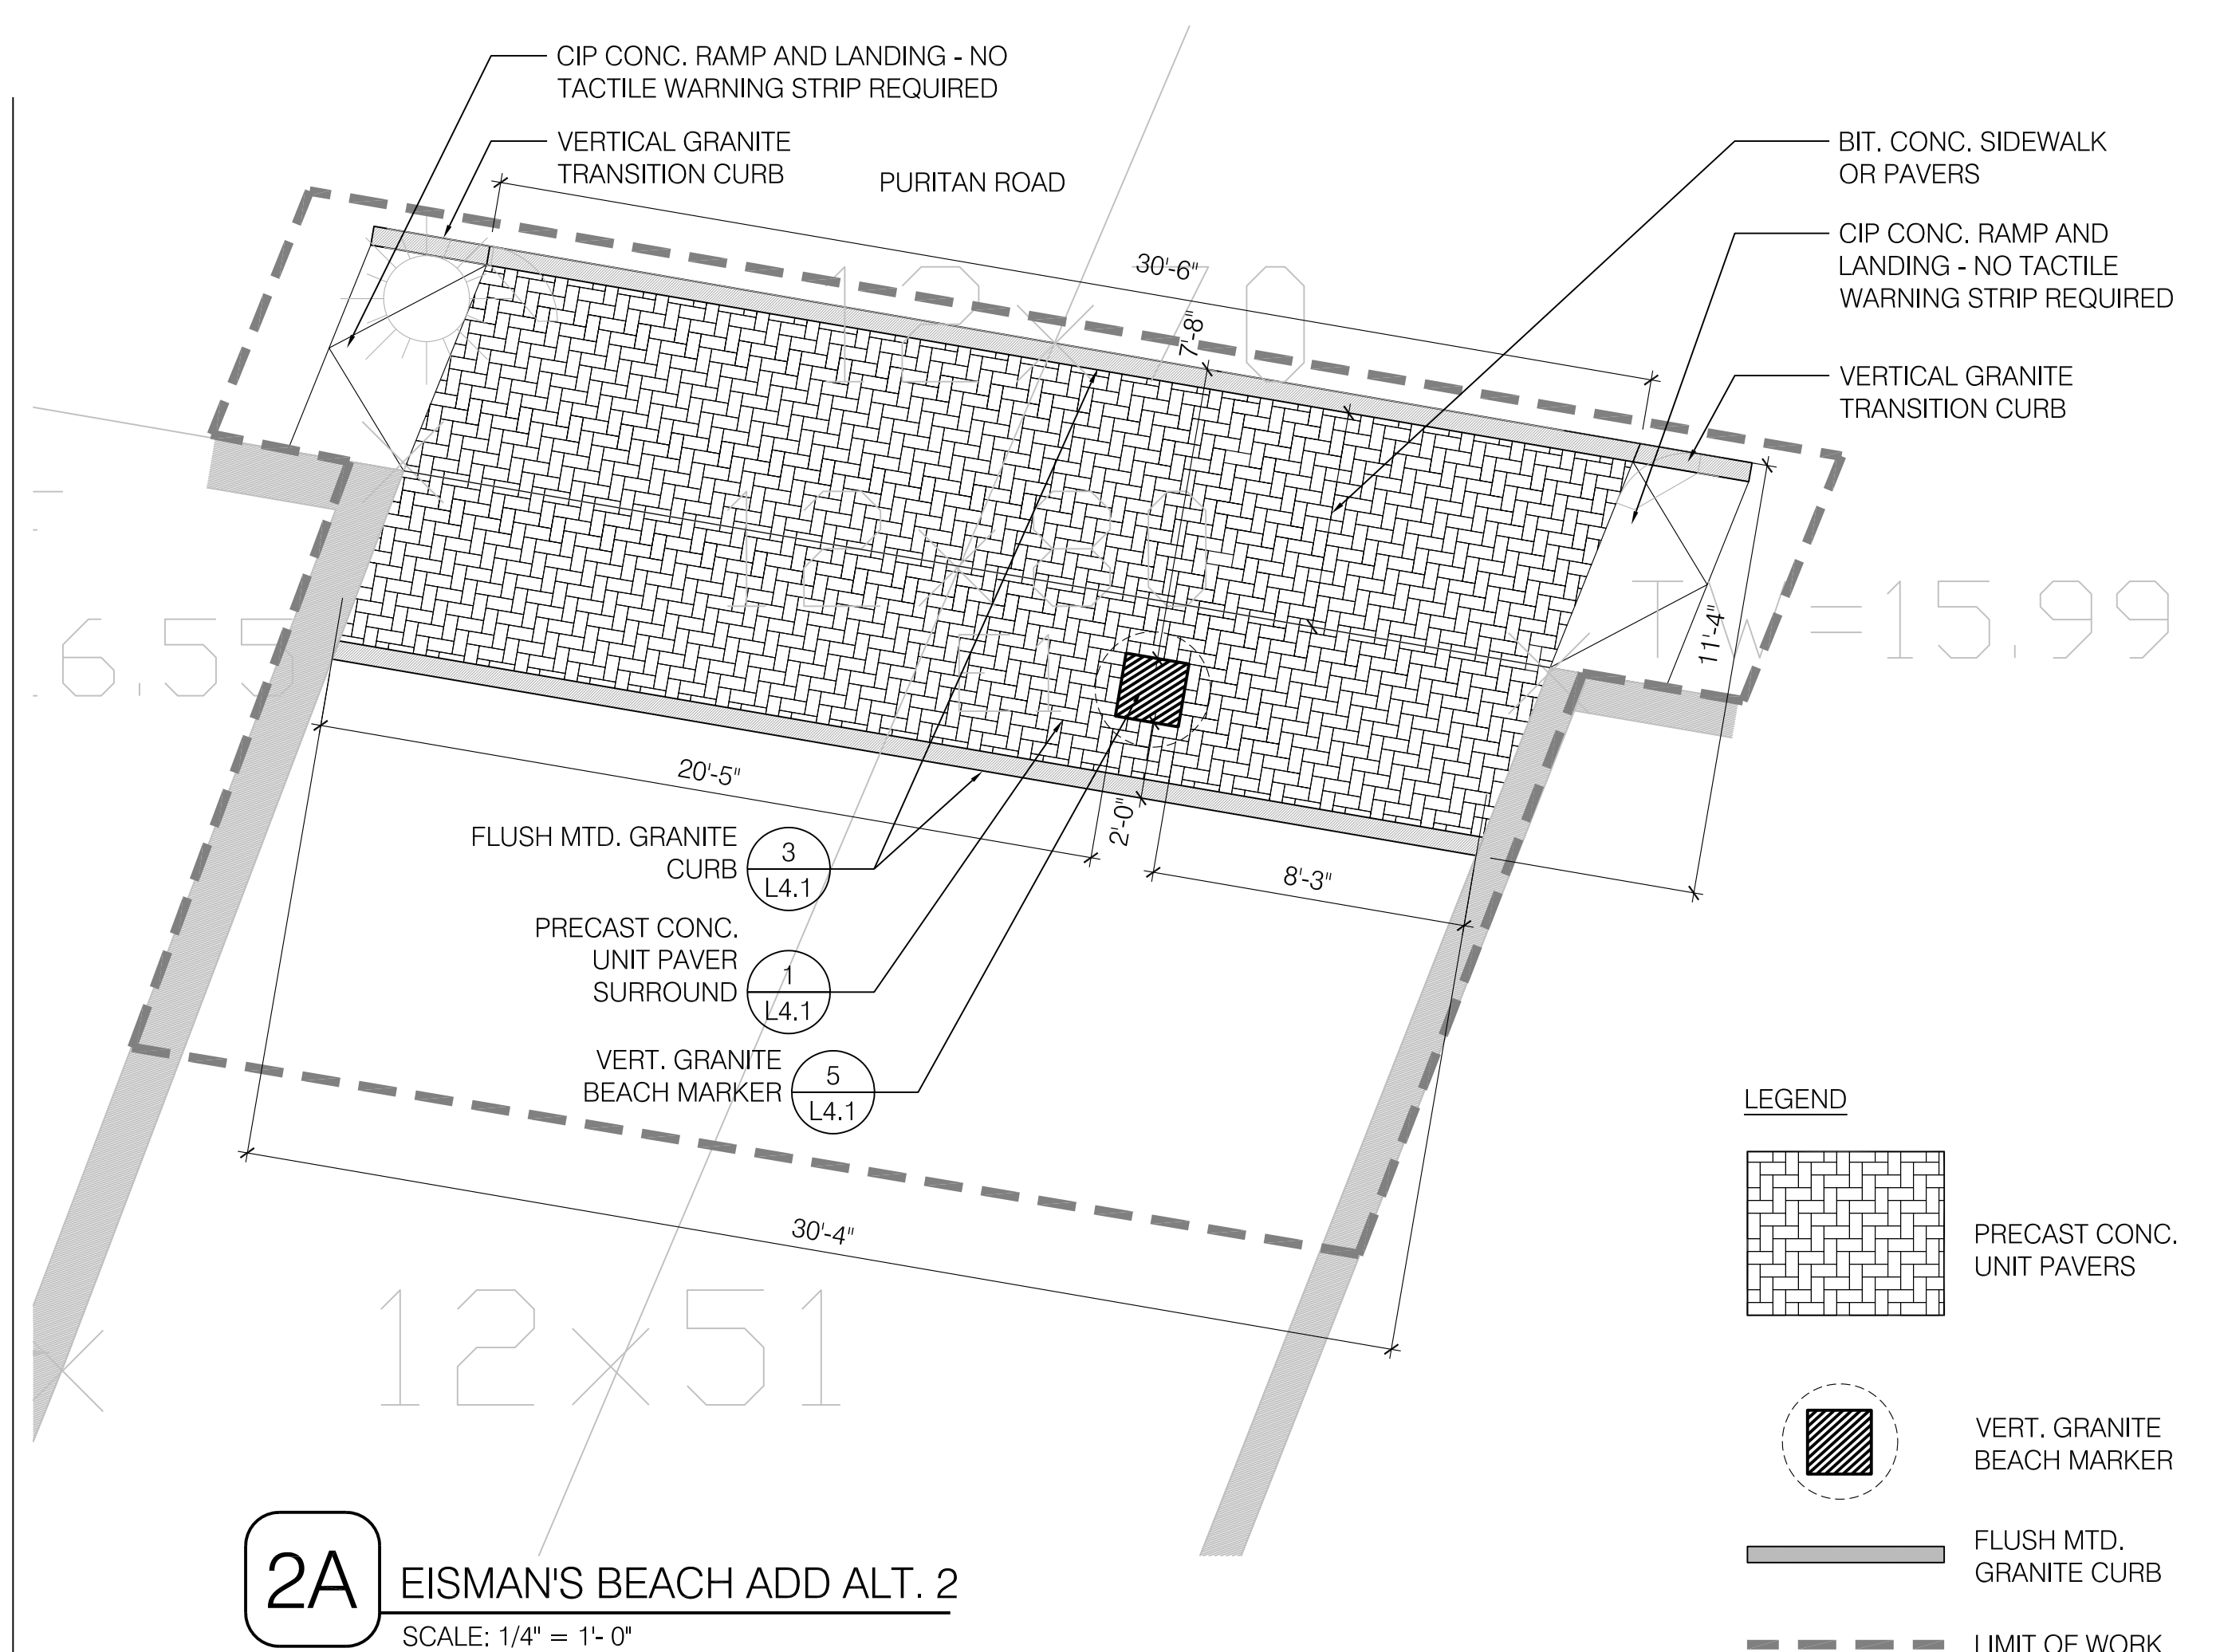 CIP CONC. RAMP AND LANDING - NO
TACTILE WARNING STRIP REQUIRED
VERTICAL GRANITE
TRANSITION CURB
PURITAN ROAD
BIT. CONC. SIDEWALK
OR PAVERS
CIP CONC. RAMP AND
LANDING - NO TACTILE
WARNING STRIP REQUIRED
VERTICAL GRANITE
TRANSITION CURB
30'-6"
7'-8"
11'-4"
TW=15.99
6.55
20'-5"
2'-0"
8'-3"
FLUSH MTD. GRANITE
CURB
3
L4.1
PRECAST CONC.
UNIT PAVER
SURROUND
1
L4.1
VERT. GRANITE
BEACH MARKER
5
L4.1
30'-4"
12x51
LEGEND
PRECAST CONC.
UNIT PAVERS
VERT. GRANITE
BEACH MARKER
FLUSH MTD.
GRANITE CURB
LIMIT OF WORK
2A
EISMAN'S BEACH ADD ALT. 2
SCALE: 1/4" = 1'- 0"